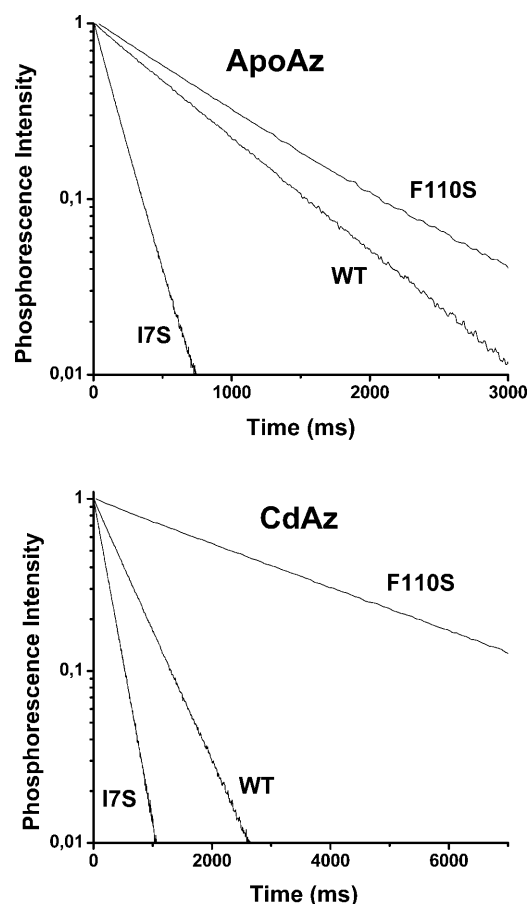 ApoAz
Phosphorescence Intensity
1
0,1
0,01
F110S
WT
I7S
0
1000
2000
3000
Time (ms)
CdAz
Phosphorescence Intensity
1
0,1
0,01
F110S
WT
I7S
0
2000
4000
6000
Time (ms)